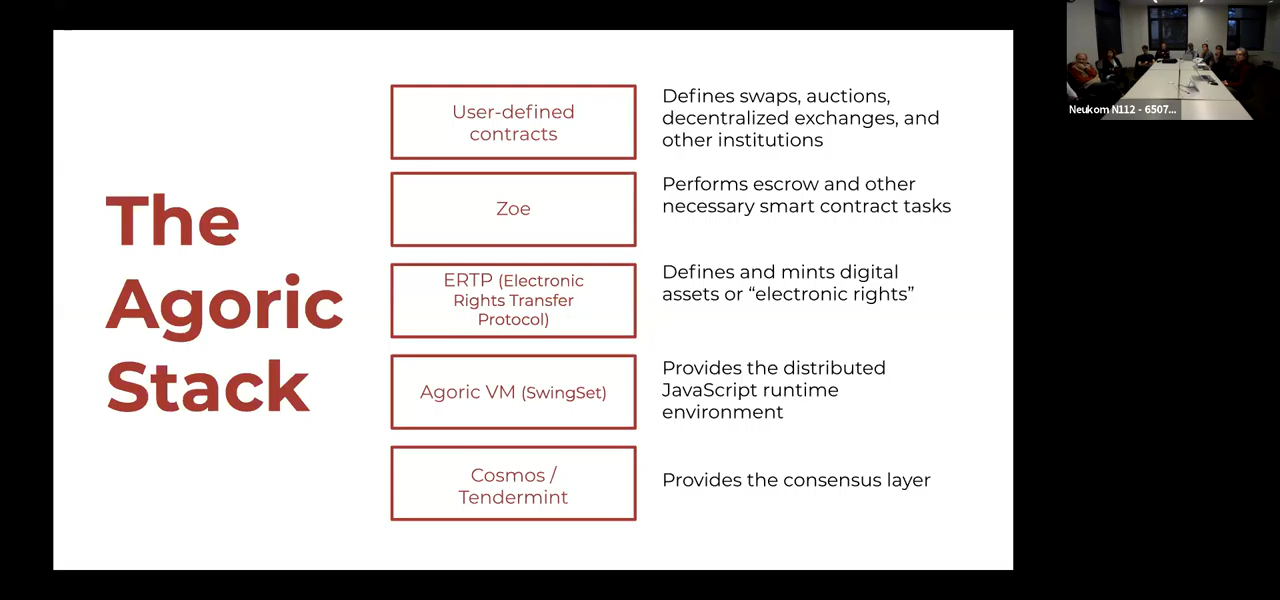 The
Agoric
Stack
User-defined
contracts
Defines swaps, auctions,
decentralized exchanges, and
other institutions
Zoe
Performs escrow and other
necessary smart contract tasks
ERTP (Electronic
Rights Transfer
Protocol)
Defines and mints digital
assets or “electronic rights”
Agoric VM (SwingSet)
Provides the distributed
JavaScript runtime
environment
Cosmos /
Tendermint
Provides the consensus layer
Neukom N112 - 6507...